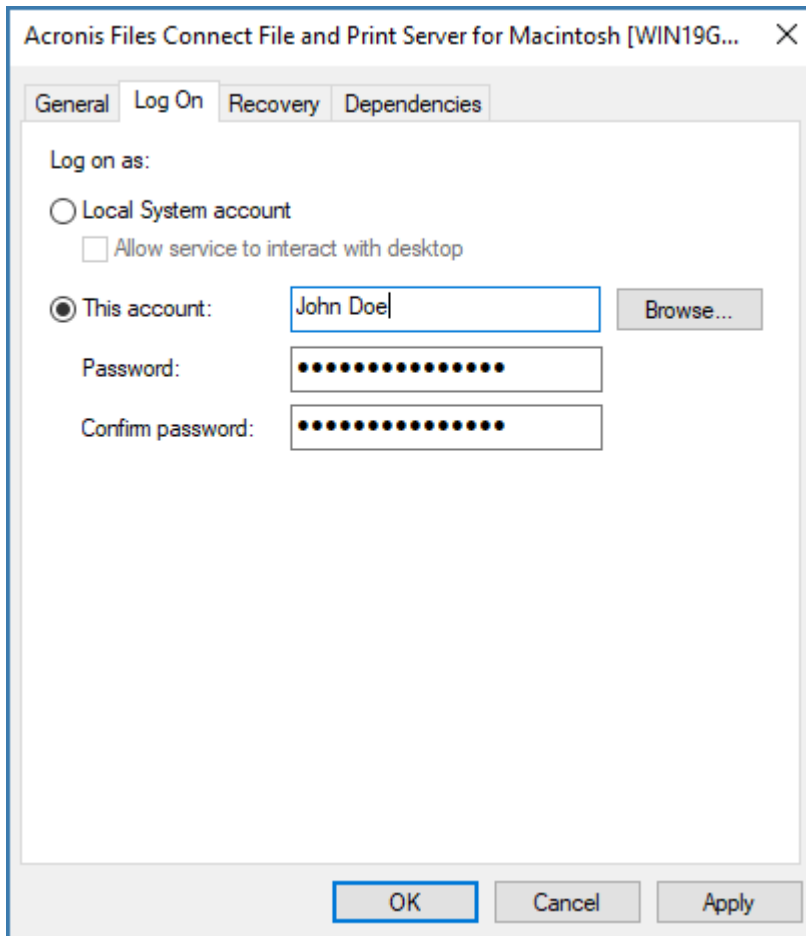 Acronis Files Connect File and Print Server for Macintosh [WIN19G...
General Log On Recovery Dependencies
Log on as:
Local System account
Allow service to interact with desktop
This account: John Doe Browse...
Password: •••••••••••••••
Confirm password: •••••••••••••••
OK Cancel Apply